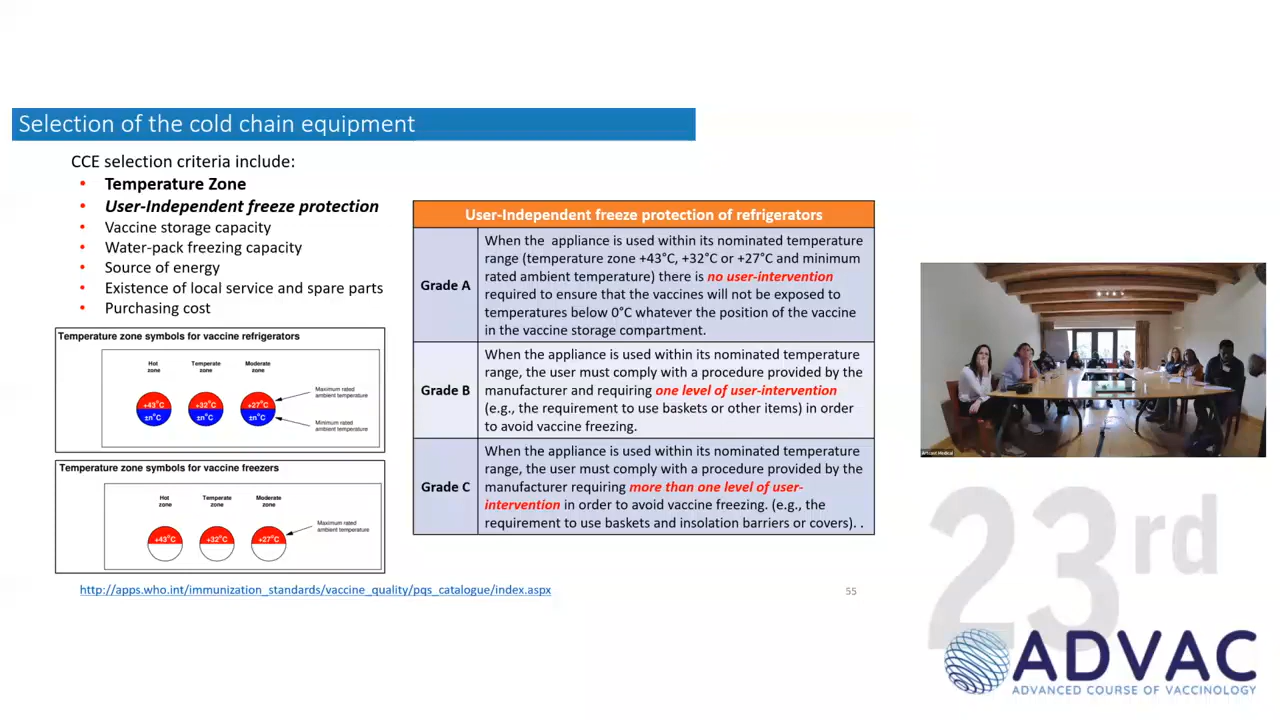 Selection of the cold chain equipment
CCE selection criteria include:
• Temperature Zone
• User-Independent freeze protection
• Vaccine storage capacity
• Water-pack freezing capacity
• Source of energy
• Existence of local service and spare parts
• Purchasing cost
Temperature zone symbols for vaccine refrigerators
Hot
zone
Temperate
zone
Moderate
zone
+43°C
±n°C
+32°C
±n°C
+27°C
±n°C
Maximum rated
ambient temperature
Minimum rated
ambient temperature
Temperature zone symbols for vaccine freezers
Hot
zone
Temperate
zone
Moderate
zone
+43°C
+32°C
+27°C
Maximum rated
ambient temperature
User-Independent freeze protection of refrigerators
Grade A
When the appliance is used within its nominated temperature
range (temperature zone +43°C, +32°C or +27°C and minimum
rated ambient temperature) there is no user-intervention
required to ensure that the vaccines will not be exposed to
temperatures below 0°C whatever the position of the vaccine
in the vaccine storage compartment.
Grade B
When the appliance is used within its nominated temperature
range, the user must comply with a procedure provided by the
manufacturer and requiring one level of user-intervention
(e.g., the requirement to use baskets or other items) in order
to avoid vaccine freezing.
Grade C
When the appliance is used within its nominated temperature
range, the user must comply with a procedure provided by the
manufacturer requiring more than one level of user-
intervention in order to avoid vaccine freezing. (e.g., the
requirement to use baskets and insolation barriers or covers). .
http://apps.who.int/immunization_standards/vaccine_quality/pqs_catalogue/index.aspx
55
Artcast Medical
23rd
ADVAC
ADVANCED COURSE OF VACCINOLOGY